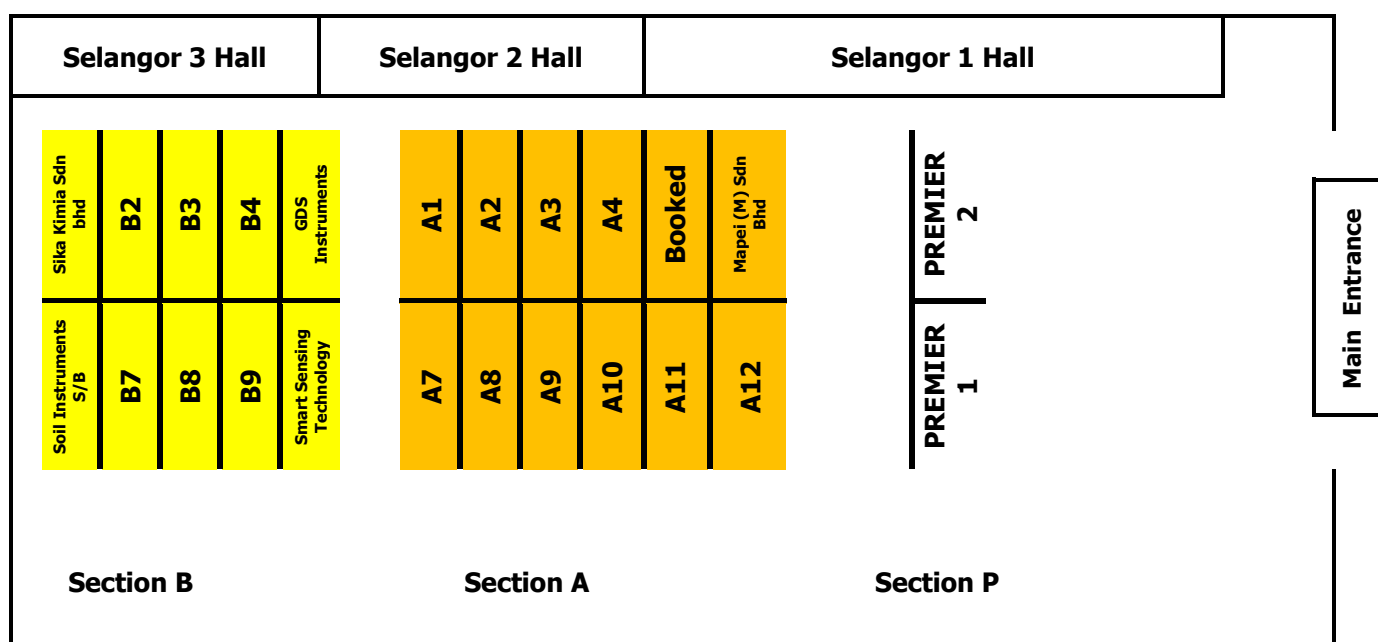 Selangor 3 Hall
Selangor 2 Hall
Selangor 1 Hall
Sika Kimia Sdn
bhd
B2
B3
B4
GDS
Instruments
A1
A2
A3
A4
Booked
Mapei (M) Sdn
Bhd
PREMIER
2
Main Entrance
Soil Instruments
S/B
B7
B8
B9
Smart Sensing
Technology
A7
A8
A9
A10
A11
A12
PREMIER
1
Section B
Section A
Section P